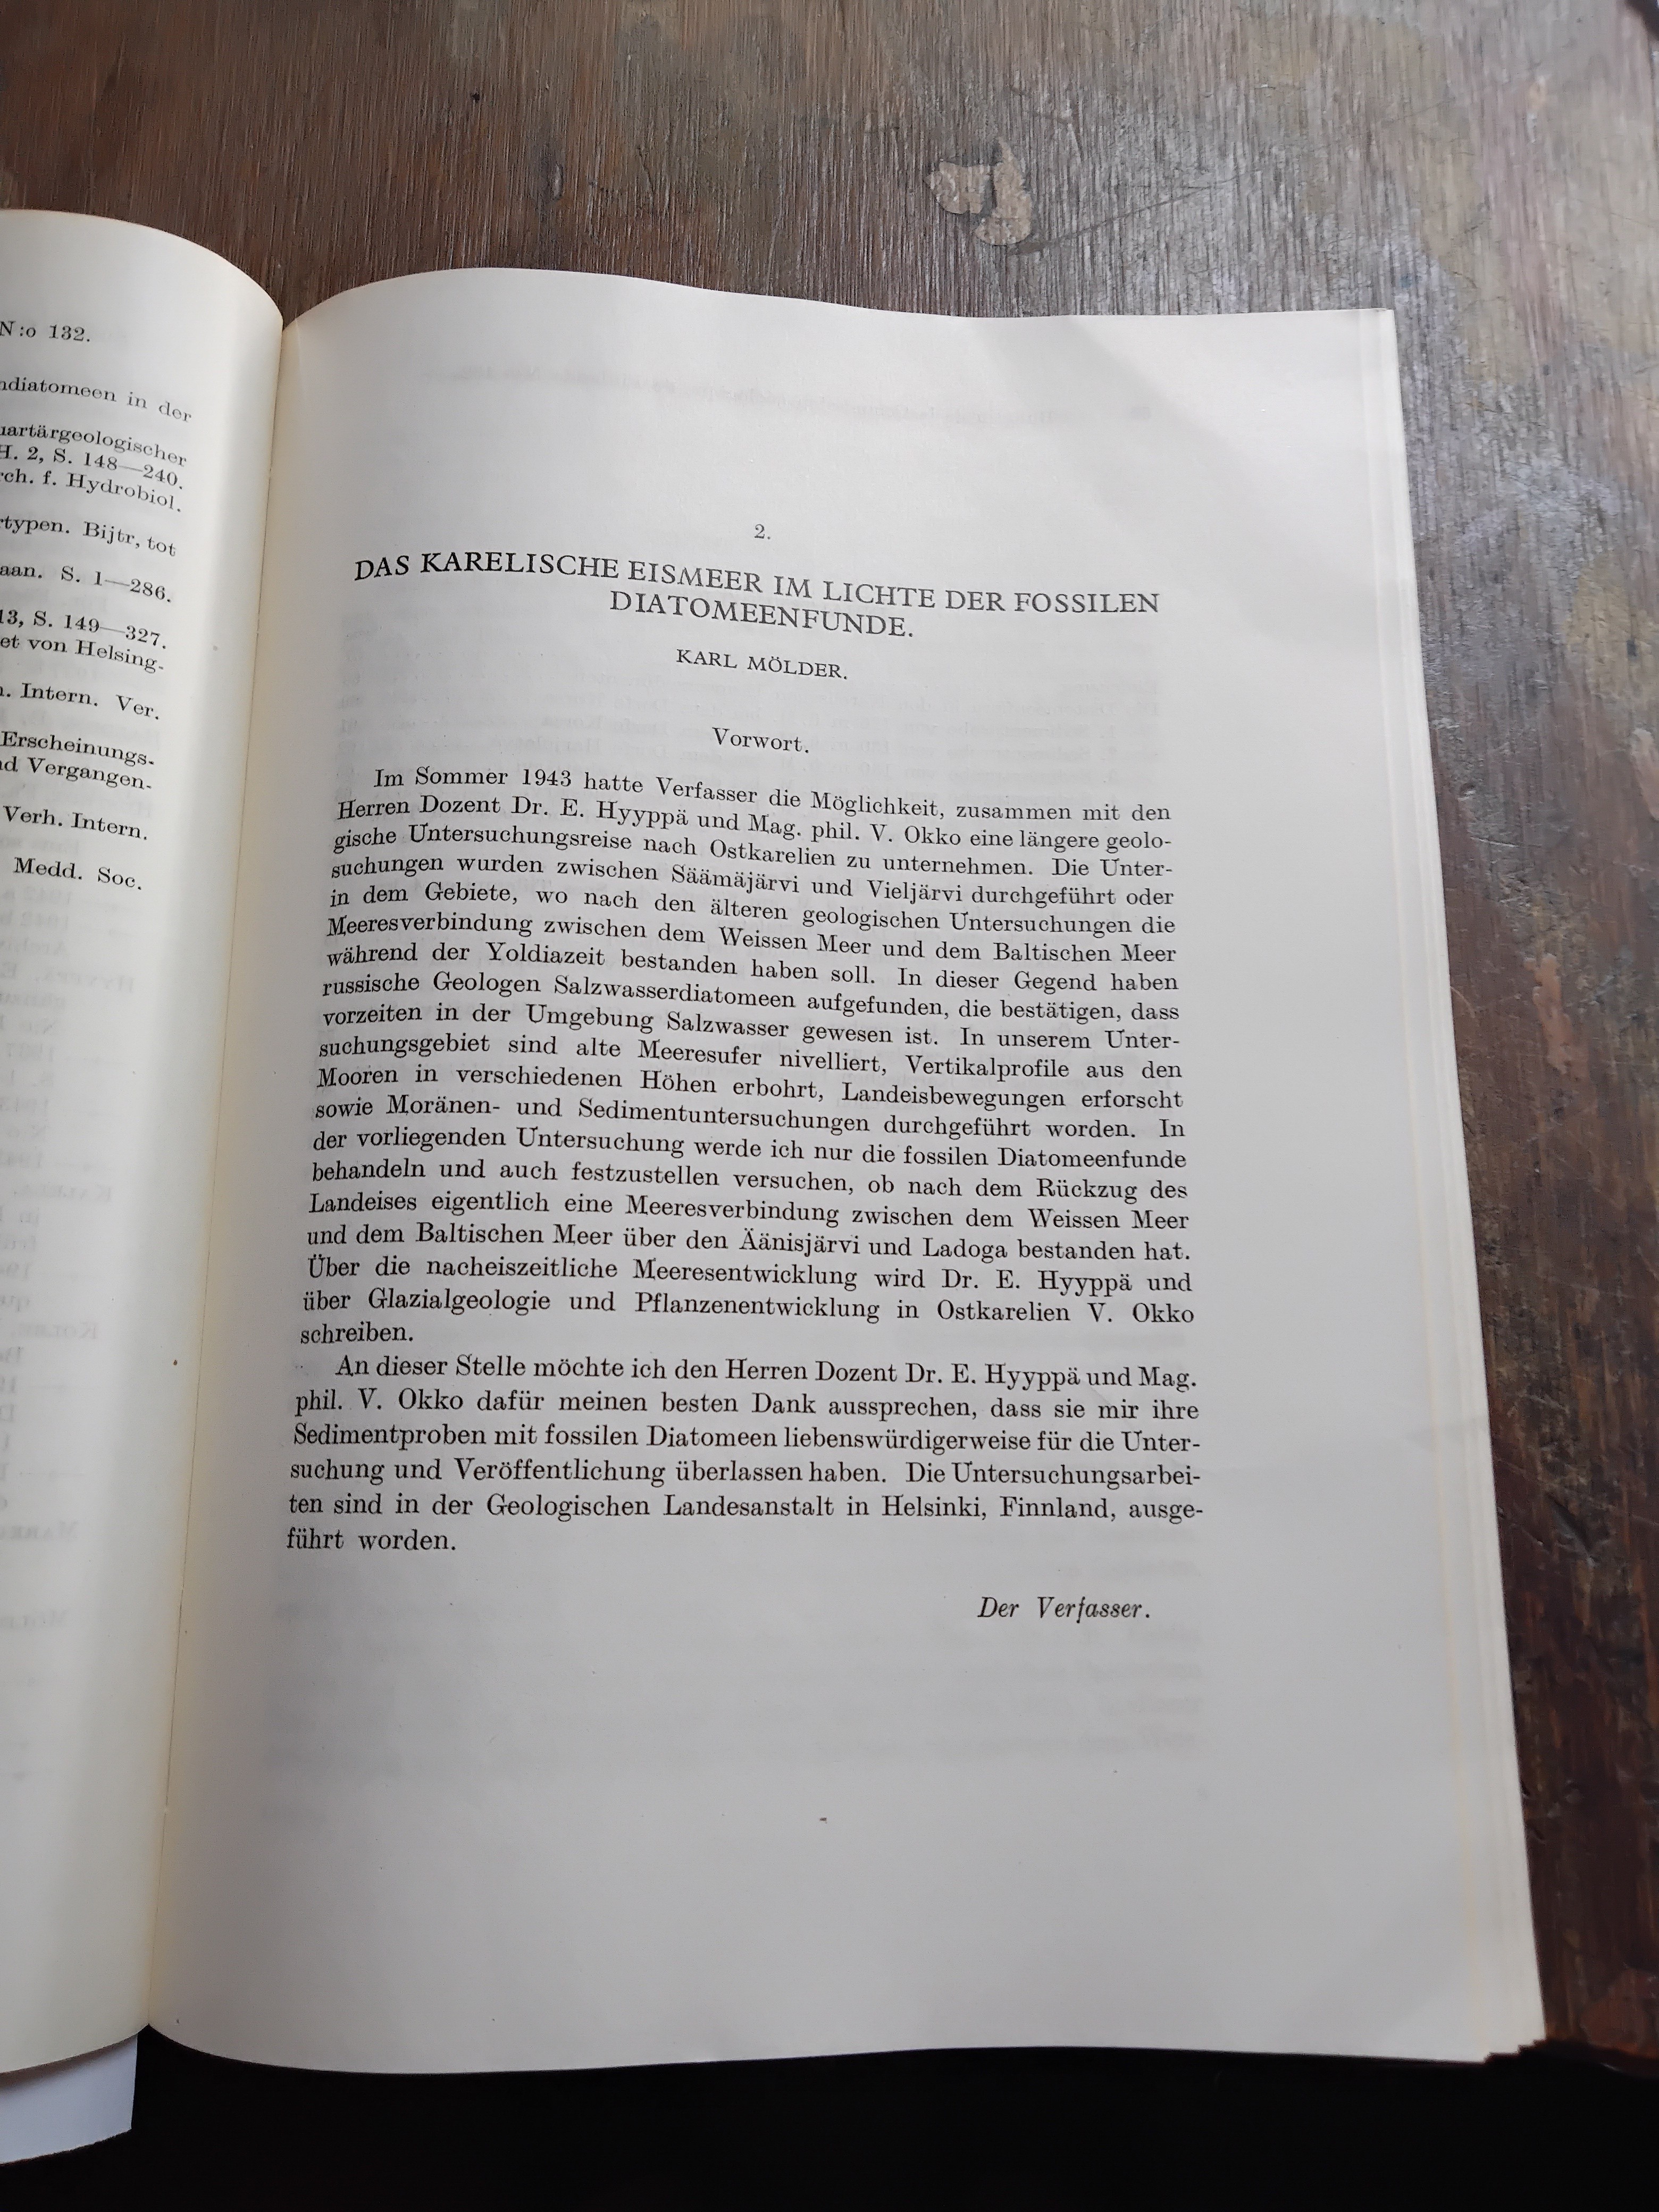 N:o 132.
ndiatomeen in der
uartärgeologischer
H. 2, S. 148—240.
rch. f. Hydrobiol.
rtypen. Bijtr, tot
aan. S. 1—286.
13, S. 149—327.
et von Helsing-
n. Intern. Ver.
Erscheinungs-
nd Vergangen-
Verh. Intern.
Medd. Soc.
2.
DAS KARELISCHE EISMEER IM LICHTE DER FOSSILEN
DIATOMEENFUNDE.
KARL MÖLDER.
Vorwort.
Im Sommer 1943 hatte Verfasser die Möglichkeit, zusammen mit den
Herren Dozent Dr. E. Hyyppä und Mag. phil. V. Okko eine längere geolo-
gische Untersuchungsreise nach Ostkarelien zu unternehmen. Die Unter-
suchungen wurden zwischen Säämäjärvi und Vieljärvi durchgeführt oder
in dem Gebiete, wo nach den älteren geologischen Untersuchungen die
Meeresverbindung zwischen dem Weissen Meer und dem Baltischen Meer
während der Yoldiazeit bestanden haben soll. In dieser Gegend haben
russische Geologen Salzwasserdiatomeen aufgefunden, die bestätigen, dass
vorzeiten in der Umgebung Salzwasser gewesen ist. In unserem Unter-
suchungsgebiet sind alte Meeresufer nivelliert, Vertikalprofile aus den
Mooren in verschiedenen Höhen erbohrt, Landeisbewegungen erforscht
sowie Moränen- und Sedimentuntersuchungen durchgeführt worden. In
der vorliegenden Untersuchung werde ich nur die fossilen Diatomeenfunde
behandeln und auch festzustellen versuchen, ob nach dem Rückzug des
Landeises eigentlich eine Meeresverbindung zwischen dem Weissen Meer
und dem Baltischen Meer über den Äänisjärvi und Ladoga bestanden hat.
Über die nacheiszeitliche Meeresentwicklung wird Dr. E. Hyyppä und
über Glazialgeologie und Pflanzenentwicklung in Ostkarelien V. Okko
schreiben.
An dieser Stelle möchte ich den Herren Dozent Dr. E. Hyyppä und Mag.
phil. V. Okko dafür meinen besten Dank aussprechen, dass sie mir ihre
Sedimentproben mit fossilen Diatomeen liebenswürdigerweise für die Unter-
suchung und Veröffentlichung überlassen haben. Die Untersuchungsarbei-
ten sind in der Geologischen Landesanstalt in Helsinki, Finnland, ausge-
führt worden.
Der Verfasser.